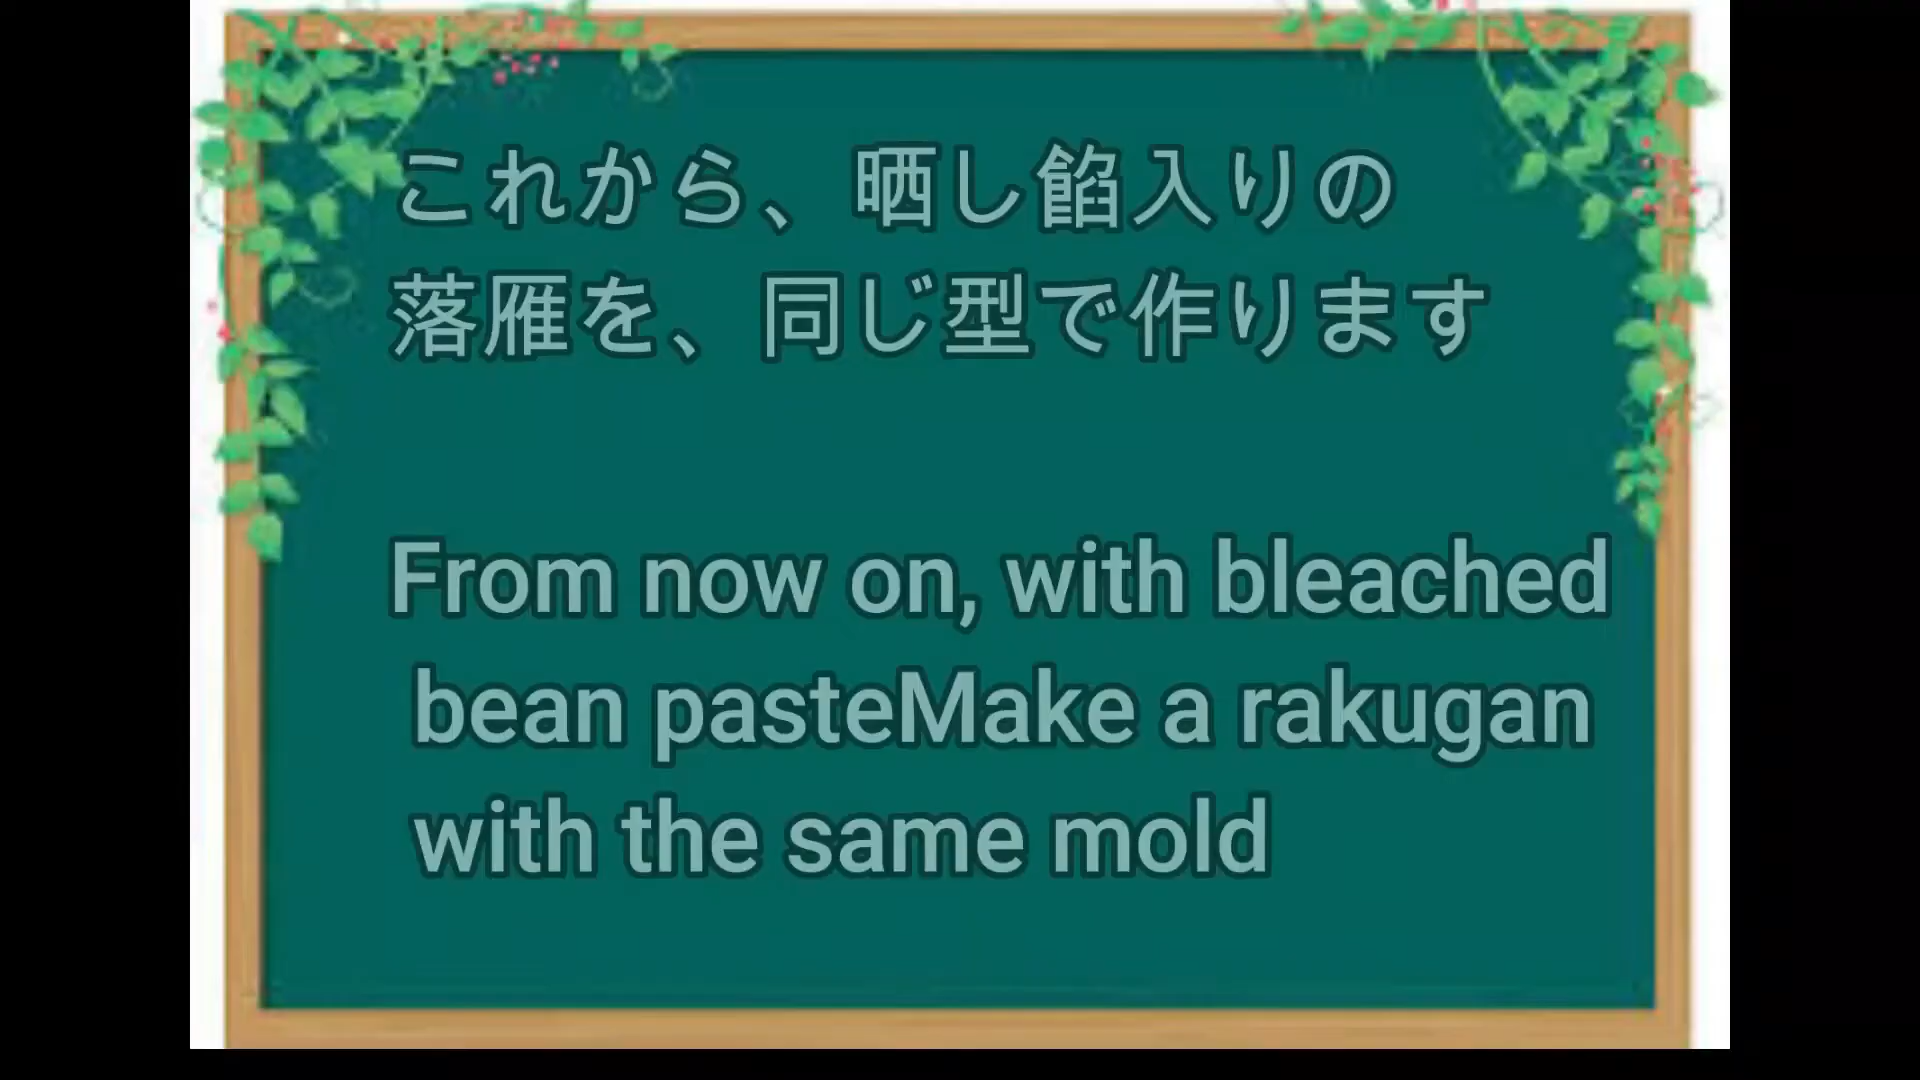 これから、晒し餡入りの
落雁を、同じ型で作ります
From now on, with bleached
bean pasteMake a rakugan
with the same mold